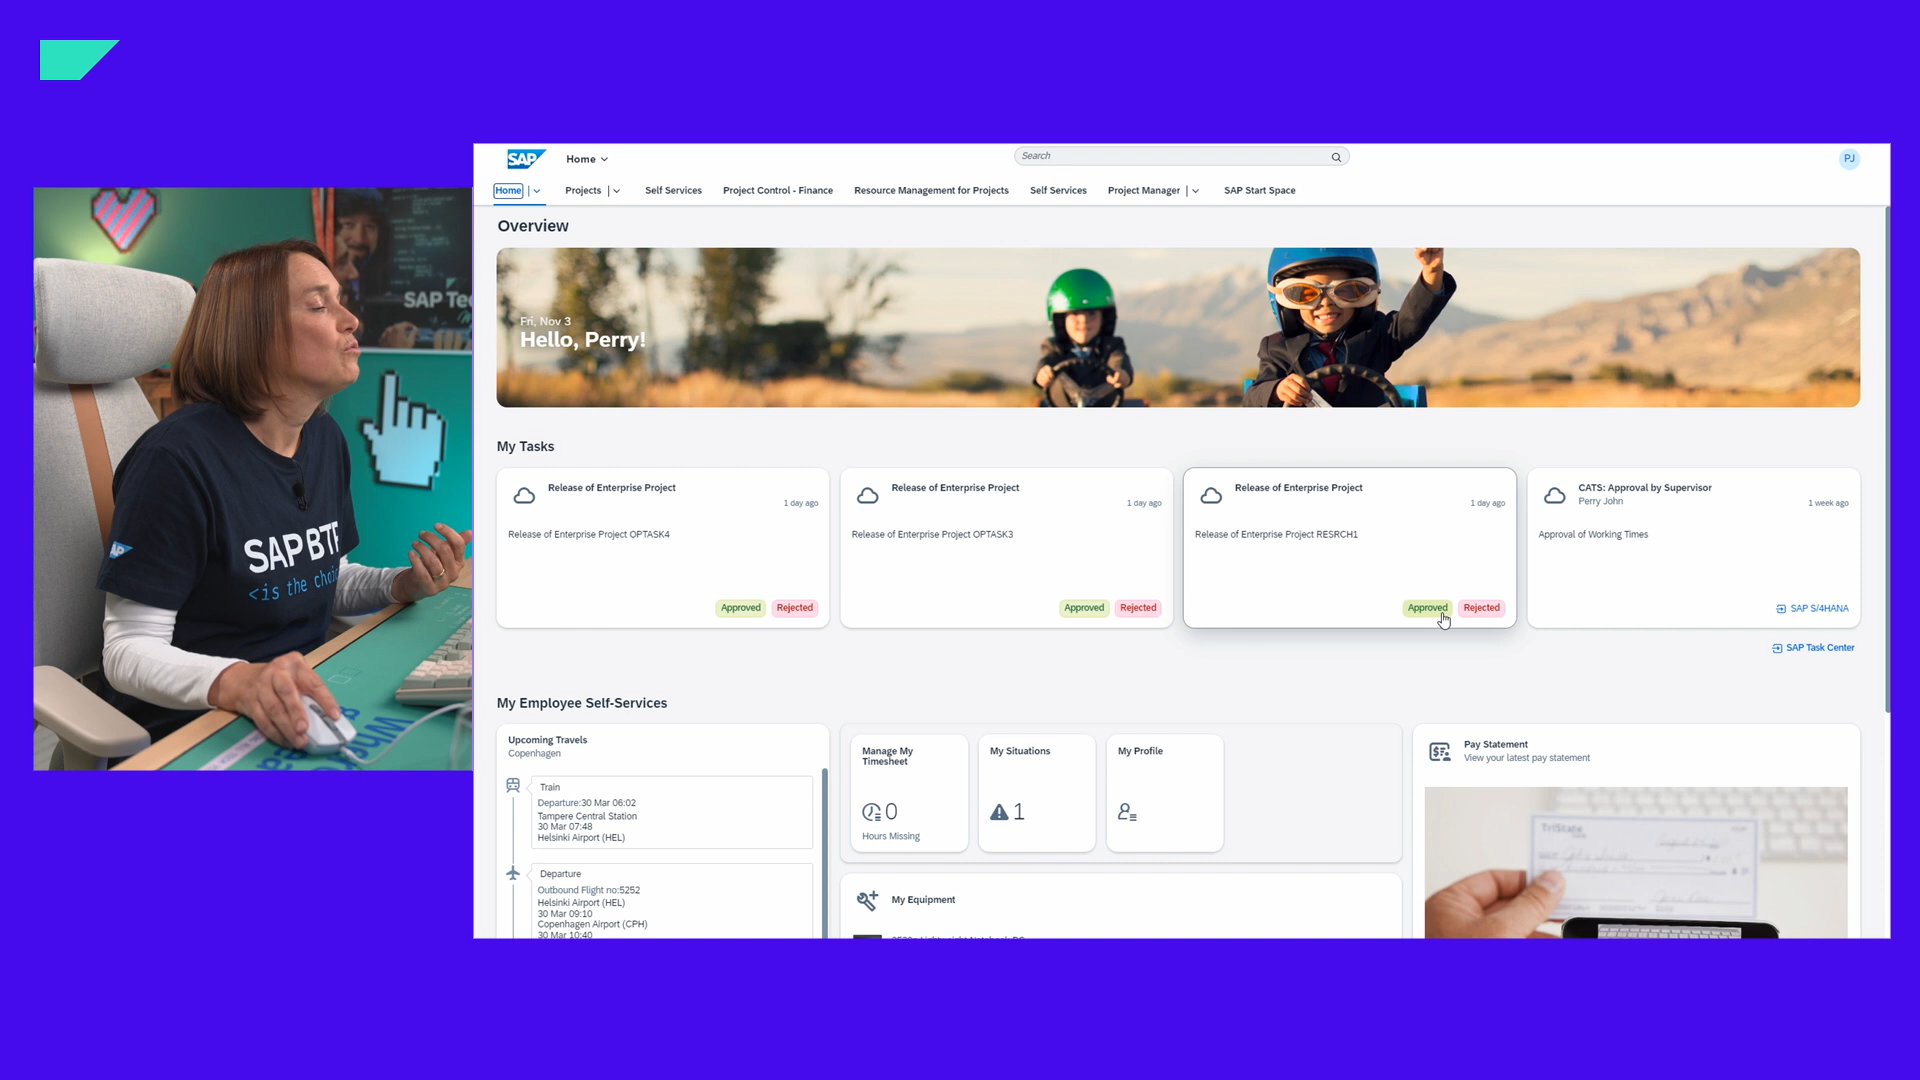 SAP Tec
SAP
SAP BT
<is the choi
SAP
Home
Search
PJ
Home
Projects
Self Services
Project Control - Finance
Resource Management for Projects
Self Services
Project Manager
SAP Start Space
Overview
Fri, Nov 3
Hello, Perry!
My Tasks
Release of Enterprise Project
1 day ago
Release of Enterprise Project OPTASK4
Approved
Rejected
Release of Enterprise Project
1 day ago
Release of Enterprise Project OPTASK3
Approved
Rejected
Release of Enterprise Project
1 day ago
Release of Enterprise Project RESRCH1
Approved
Rejected
CATS: Approval by Supervisor
Perry John
1 week ago
Approval of Working Times
SAP S/4HANA
SAP Task Center
My Employee Self-Services
Upcoming Travels
Copenhagen
Train
Departure:30 Mar 06:02
Tampere Central Station
30 Mar 07:48
Helsinki Airport (HEL)
Departure
Outbound Flight no:5252
Helsinki Airport (HEL)
30 Mar 09:10
Copenhagen Airport (CPH)
30 Mar 10:40
Manage My
Timesheet
0
Hours Missing
My Situations
1
My Profile
My Equipment
Pay Statement
View your latest pay statement
TriState